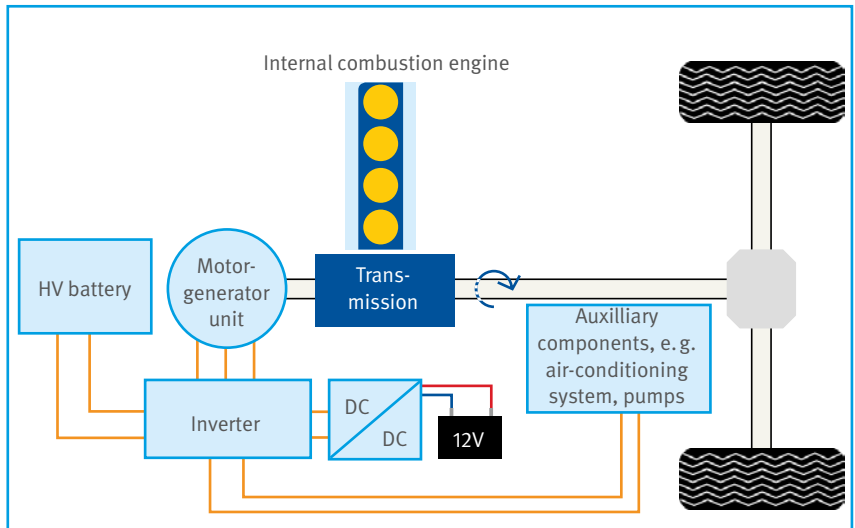 Internal combustion engine
HV battery
Motor-
generator
unit
Trans-
mission
Auxilliary
components, e. g.
air-conditioning
system, pumps
Inverter
DC
DC
12V